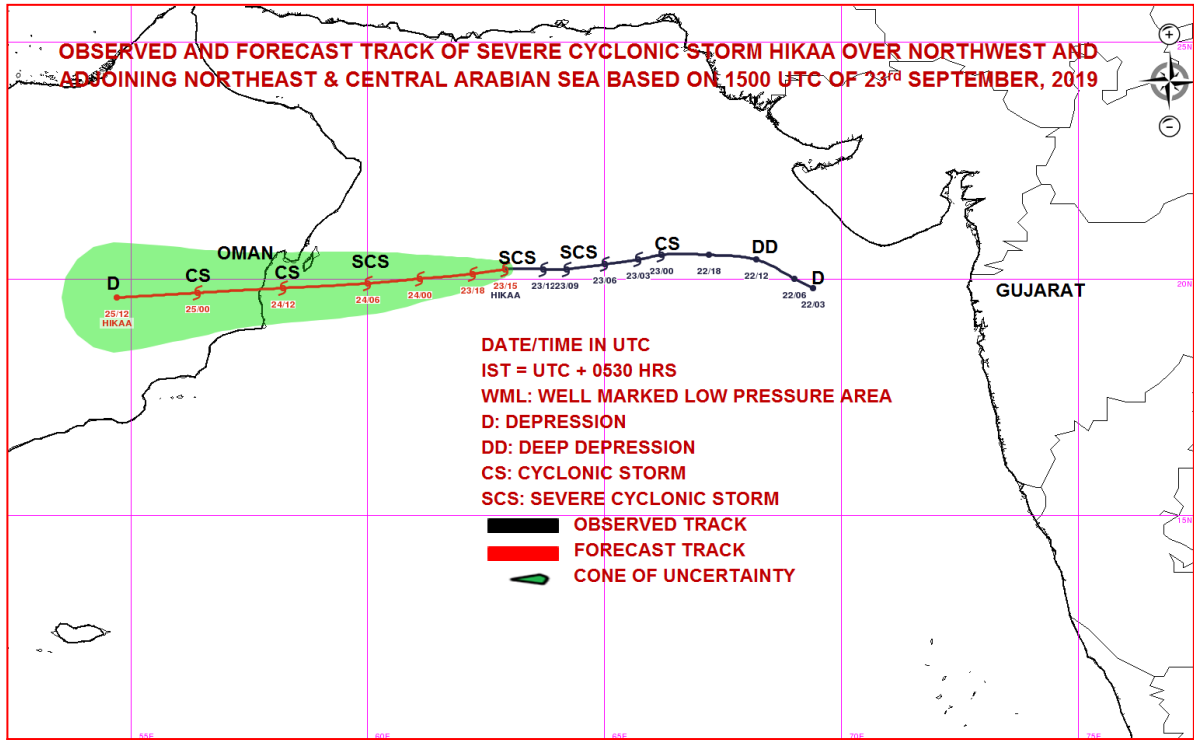 OBSERVED AND FORECAST TRACK OF SEVERE CYCLONIC STORM HIKAA OVER NORTHWEST AND
ADJOINING NORTHEAST & CENTRAL ARABIAN SEA BASED ON 1500 UTC OF 23rd SEPTEMBER, 2019
25N
OMAN
SCS
SCS
SCS
CS
DD
D
CS
CS
D
23/12
23/09
23/06
23/03
23/00
22/18
22/12
22/06
22/03
25/12
HIKAA
25/00
24/12
24/06
24/00
23/18
23/15
HIKAA
GUJARAT
20N
DATE/TIME IN UTC
IST = UTC + 0530 HRS
WML: WELL MARKED LOW PRESSURE AREA
D: DEPRESSION
DD: DEEP DEPRESSION
CS: CYCLONIC STORM
SCS: SEVERE CYCLONIC STORM
15N
OBSERVED TRACK
FORECAST TRACK
CONE OF UNCERTAINTY
55E
60E
65E
70E
75E